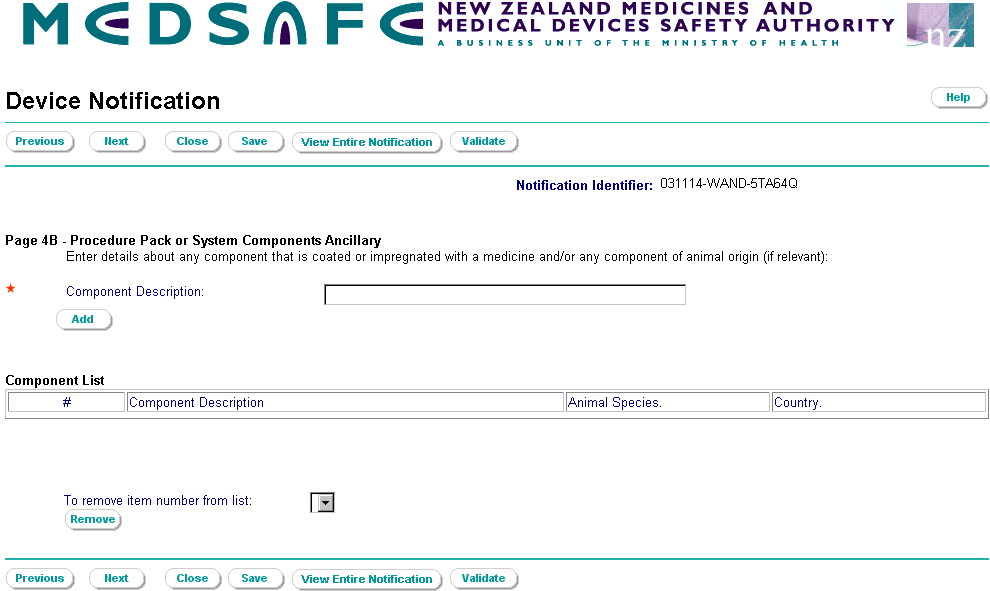 MEDSAFE
NEW ZEALAND MEDICINES AND
MEDICAL DEVICES SAFETY AUTHORITY
A BUSINESS UNIT OF THE MINISTRY OF HEALTH
nz
Device Notification
Help
Previous Next Close Save View Entire Notification Validate
Notification Identifier: 031114-WAND-5TA64Q
Page 4B - Procedure Pack or System Components Ancillary
Enter details about any component that is coated or impregnated with a medicine and/or any component of animal origin (if relevant):
Component Description:
Add
Component List
# Component Description Animal Species. Country.
To remove item number from list:
Remove
Previous Next Close Save View Entire Notification Validate